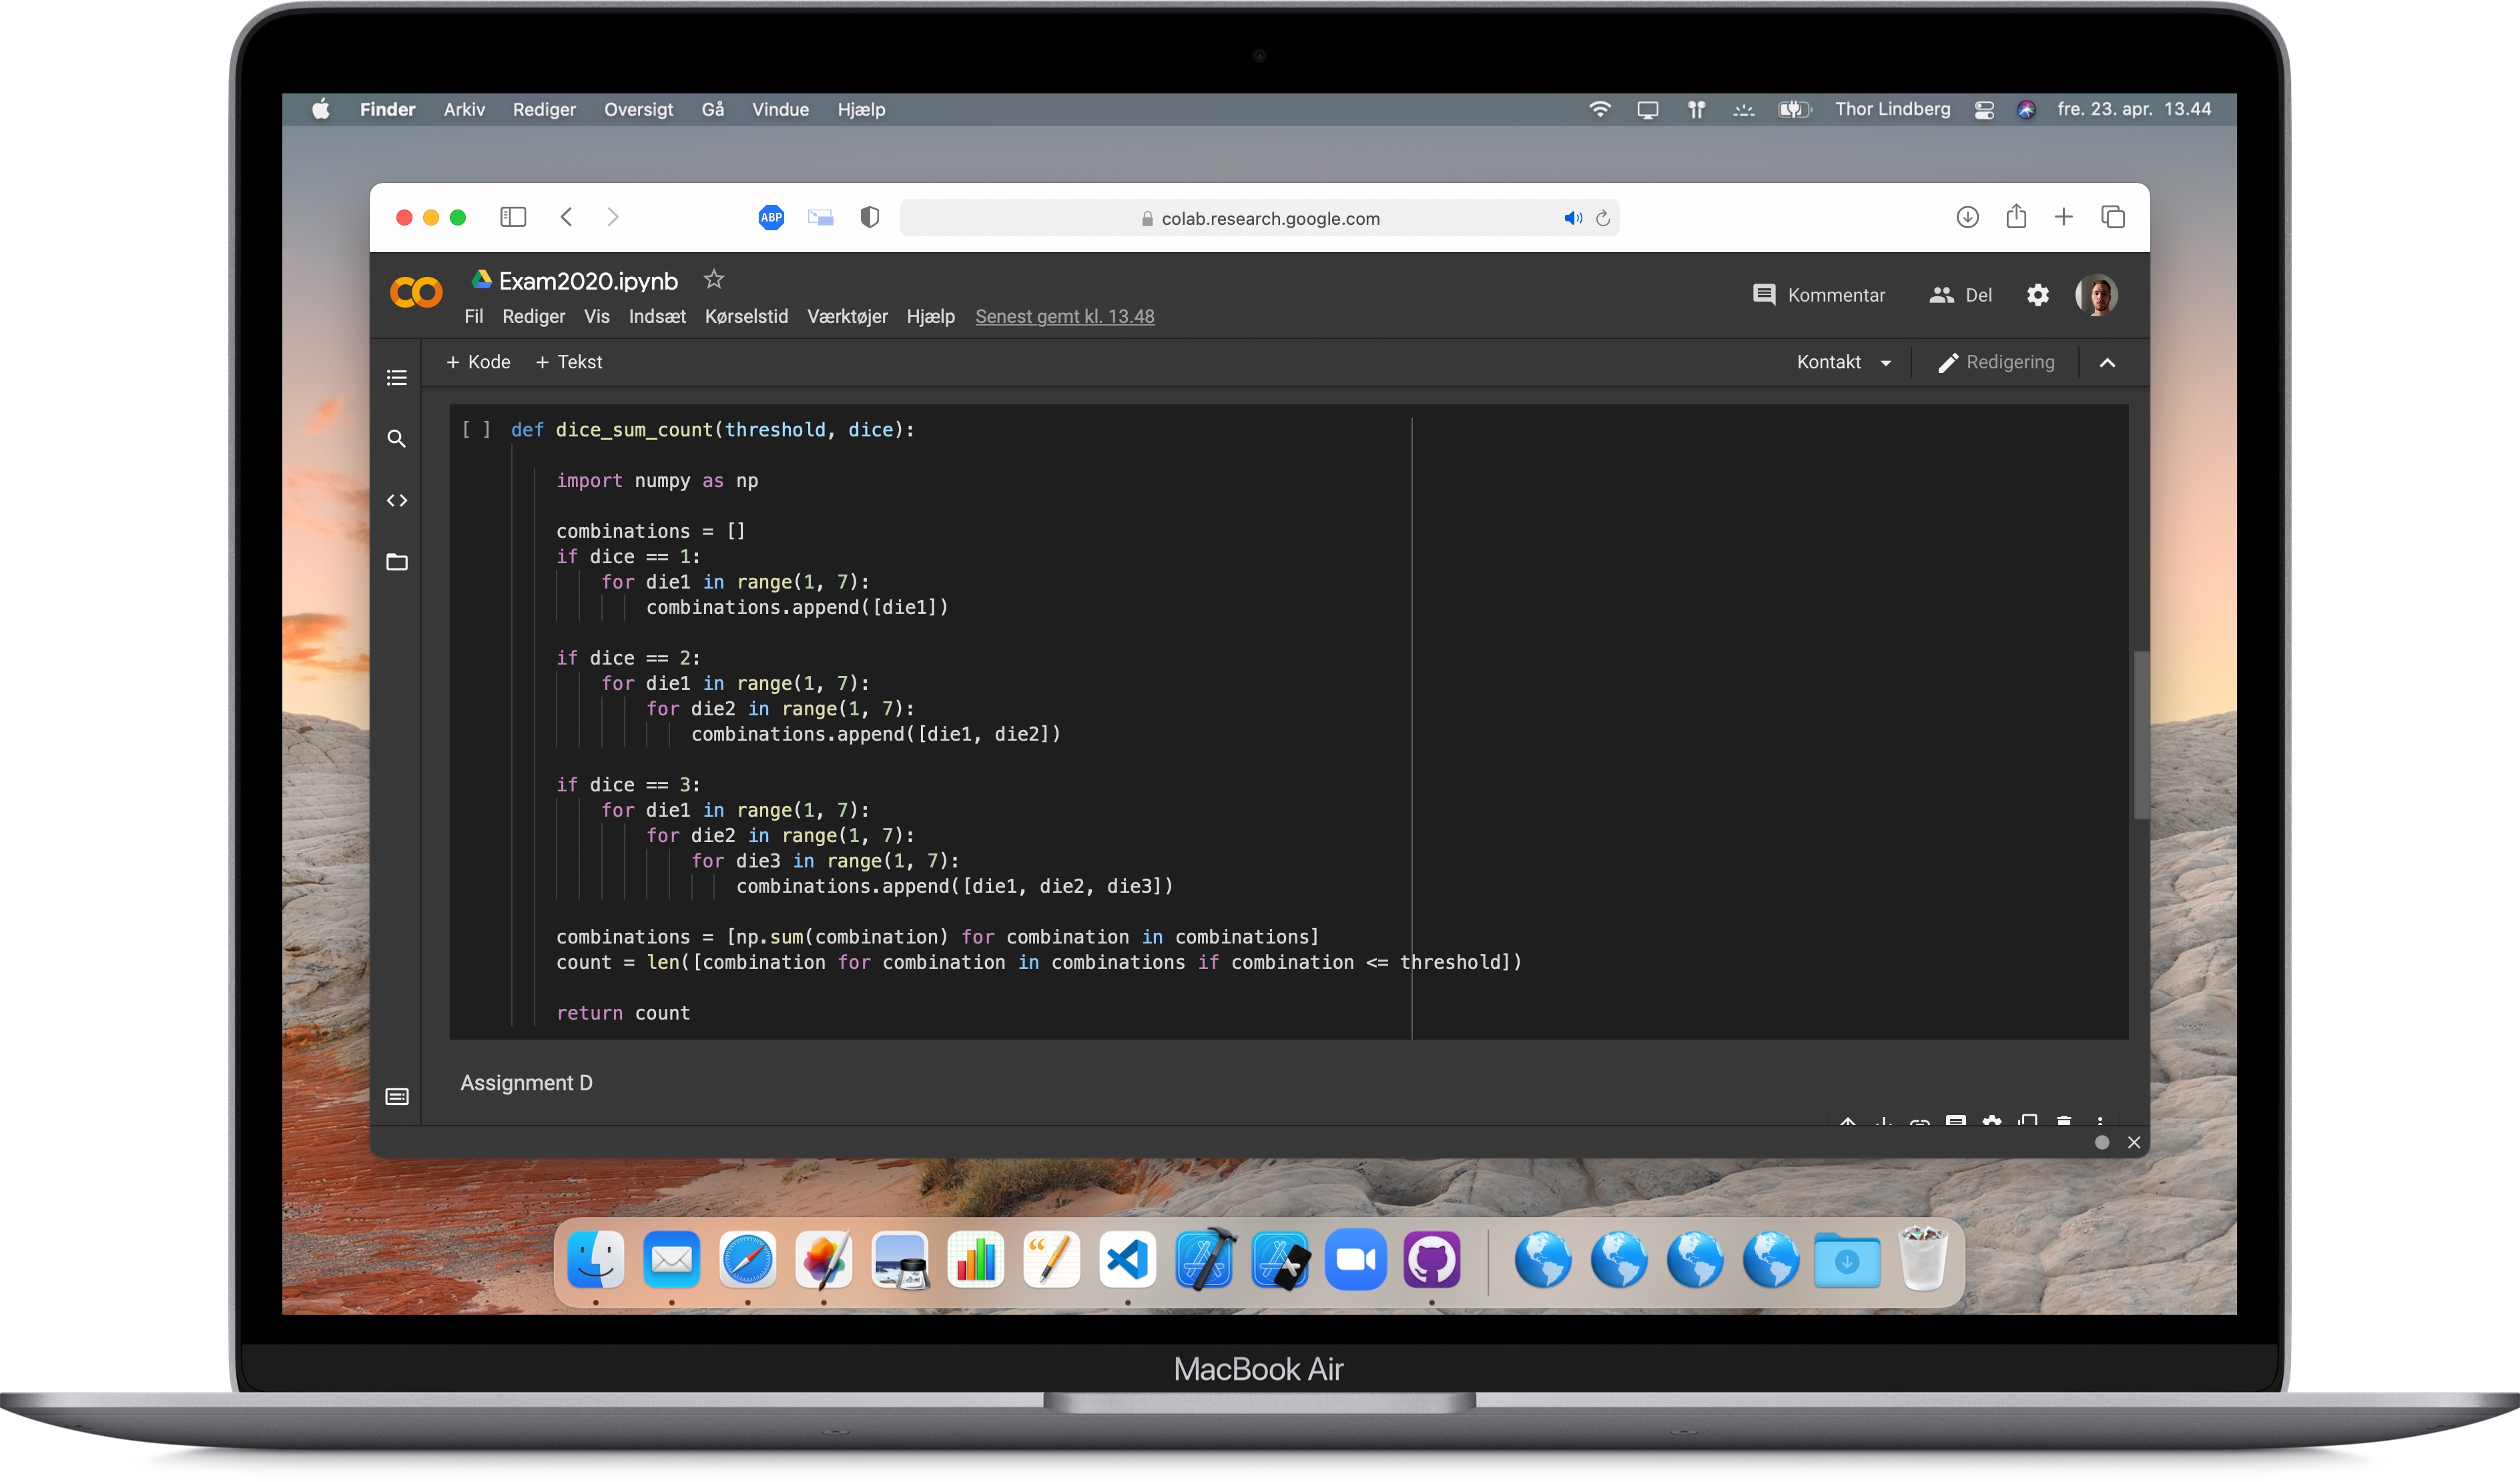 Finder Arkiv Rediger Oversigt Gå Vindue Hjælp Thor Lindberg fre. 23. apr. 13.44
ABP colab.research.google.com
Exam2020.ipynb
Kommentar Del
Fil Rediger Vis Indsæt Kørselstid Værktøjer Hjælp Senest gemt kl. 13.48
+ Kode + Tekst Kontakt Redigering
[ ] def dice_sum_count(threshold, dice):
import numpy as np
combinations = []
if dice == 1:
for die1 in range(1, 7):
combinations.append([die1])
if dice == 2:
for die1 in range(1, 7):
for die2 in range(1, 7):
combinations.append([die1, die2])
if dice == 3:
for die1 in range(1, 7):
for die2 in range(1, 7):
for die3 in range(1, 7):
combinations.append([die1, die2, die3])
combinations = [np.sum(combination) for combination in combinations]
count = len([combination for combination in combinations if combination <= threshold])
return count
Assignment D
MacBook Air